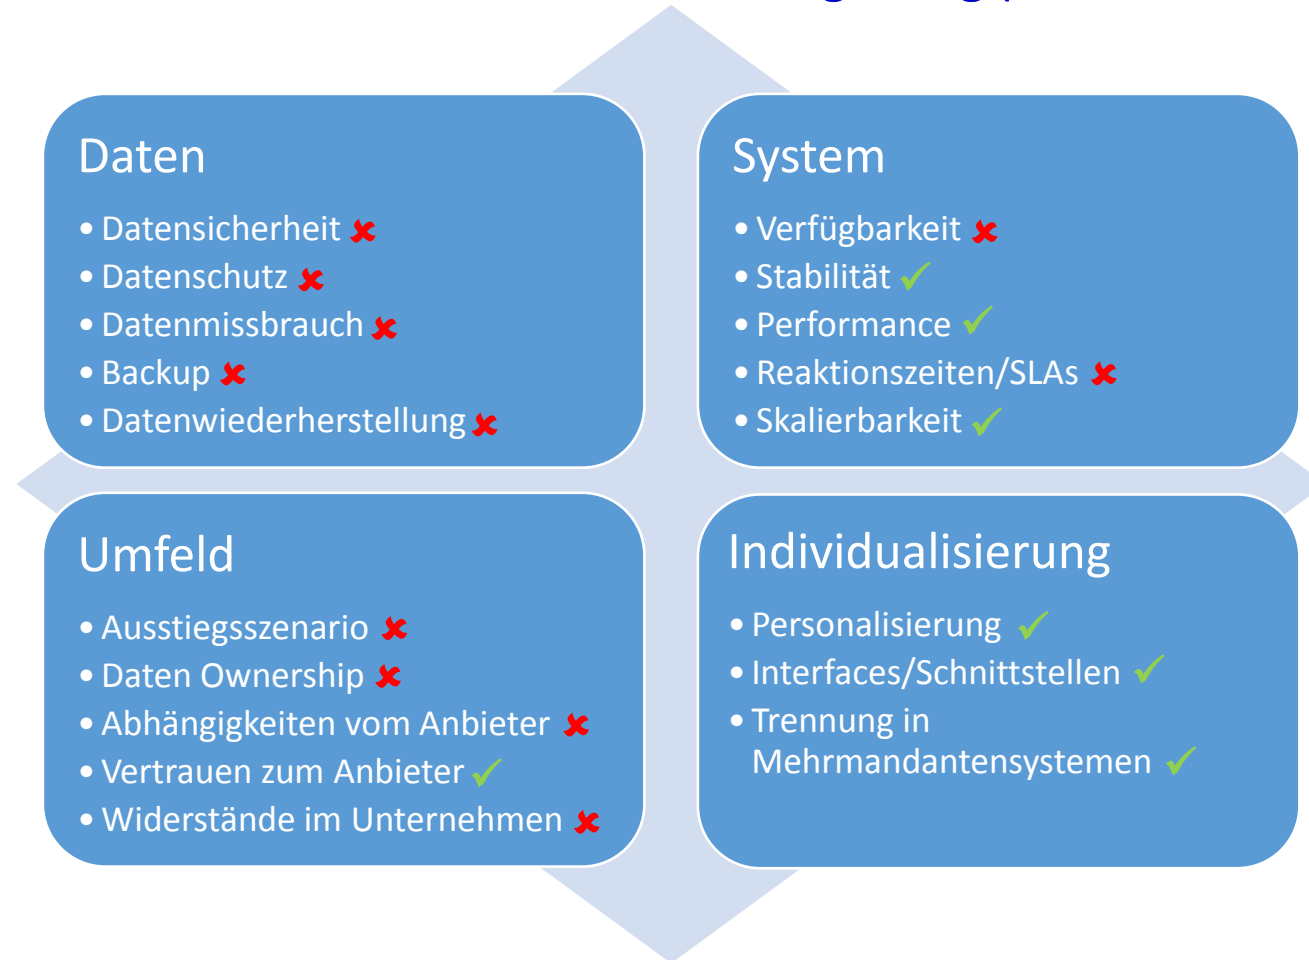 Daten
• Datensicherheit ✘
• Datenschutz ✘
• Datenmissbrauch ✘
• Backup ✘
• Datenwiederherstellung ✘
System
• Verfügbarkeit ✘
• Stabilität ✓
• Performance ✓
• Reaktionszeiten/SLAs ✘
• Skalierbarkeit ✓
Umfeld
• Ausstiegsszenario ✘
• Daten Ownership ✘
• Abhängigkeiten vom Anbieter ✘
• Vertrauen zum Anbieter ✓
• Widerstände im Unternehmen ✘
Individualisierung
• Personalisierung ✓
• Interfaces/Schnittstellen ✓
• Trennung in
Mehrmandantensystemen ✓